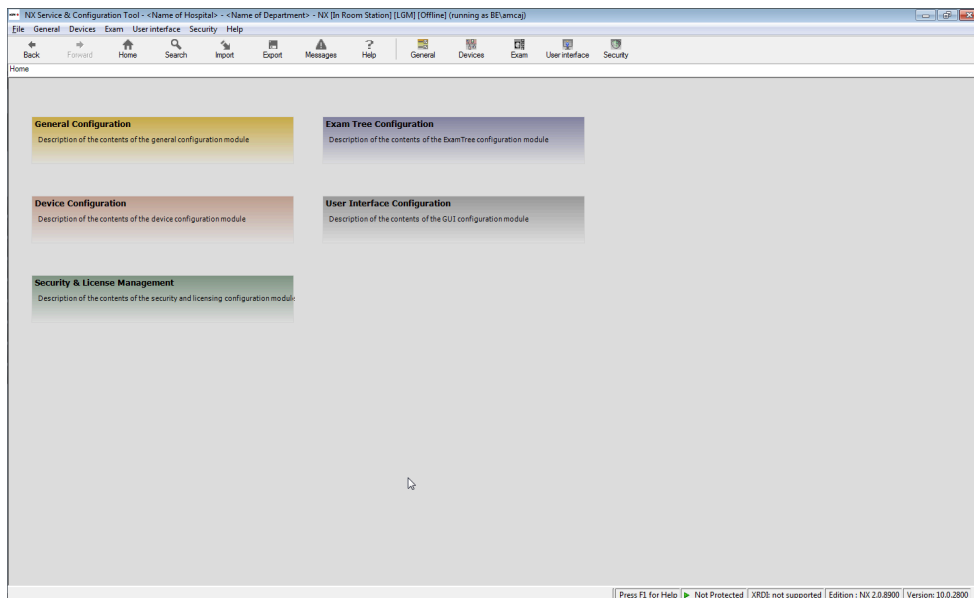 NX Service & Configuration Tool - <Name of Hospital> - <Name of Department> - NX [In Room Station] [LGM] [Offline] (running as BE\amcaj)
File General Devices Exam User interface Security Help
Back Forward Home Search Import Export Messages Help General Devices Exam User interface Security
Home
General Configuration
Description of the contents of the general configuration module
Exam Tree Configuration
Description of the contents of the ExamTree configuration module
Device Configuration
Description of the contents of the device configuration module
User Interface Configuration
Description of the contents of the GUI configuration module
Security & License Management
Description of the contents of the security and licensing configuration module
Press F1 for Help Not Protected XRDI: not supported Edition : NX 2.0.8900 Version: 10.0.2800